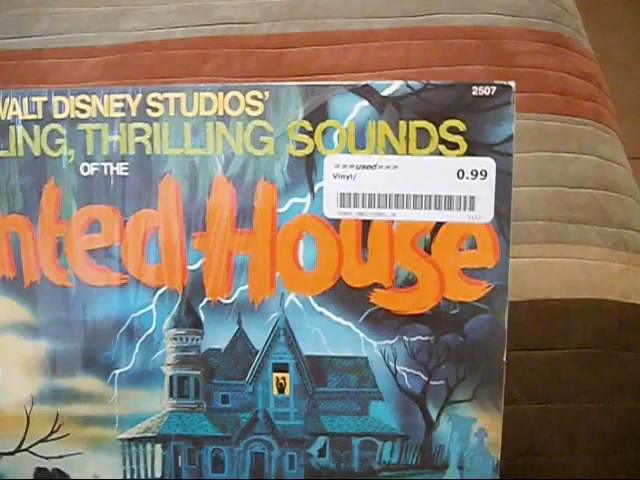 WALT DISNEY STUDIOS'
LING, THRILLING SOUNDS
OF THE
nted House
2507
===used===
Vinyl/
0.99